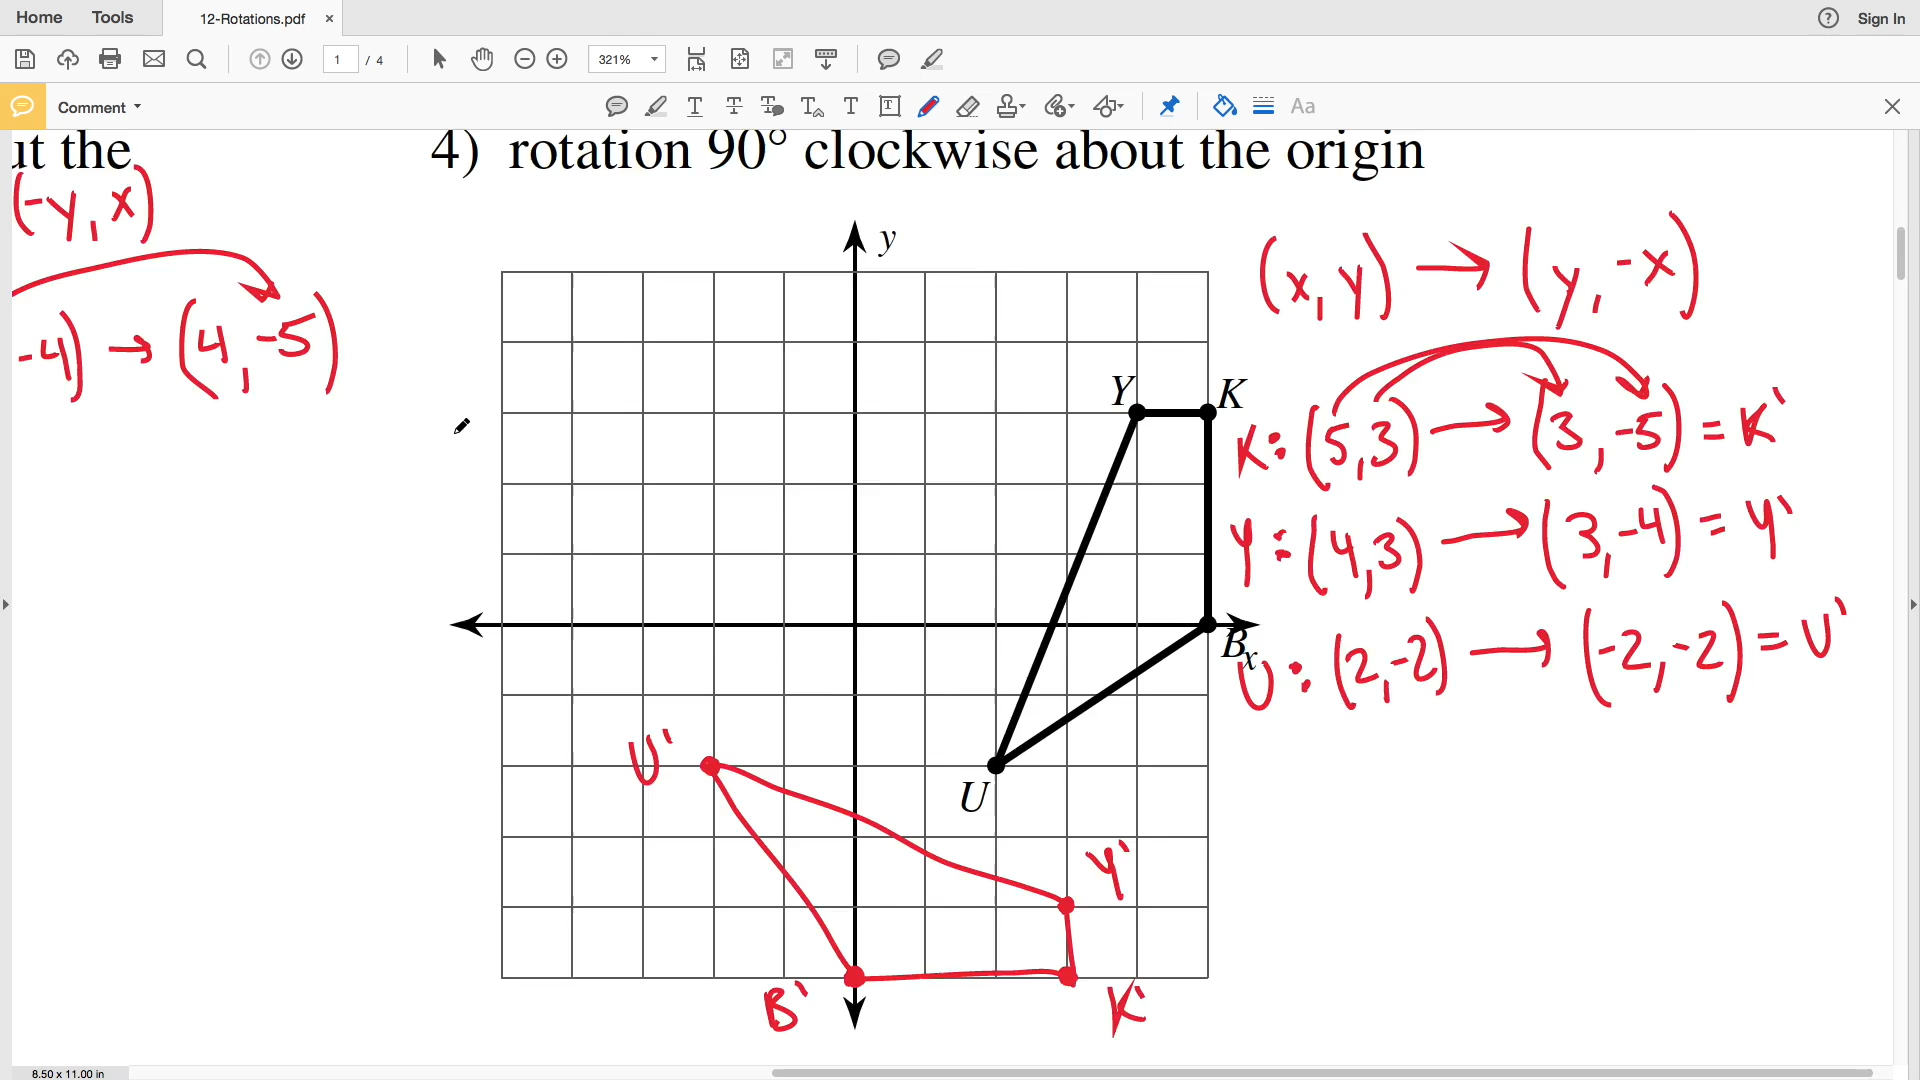 Home Tools 12-Rotations.pdf × ? Sign In
1 / 4 321%
Comment T T T T T T Aa
ut the
4) rotation 90° clockwise about the origin
(-y, x)
-4) → (4, -5)
y
(x, y) → (y, -x)
Y K
K: (5,3) → (3, -5) = K'
Y: (4,3) → (3, -4) = Y'
B
x
U: (2,-2) → (-2, -2) = U'
U'
U
Y'
B' K'
8.50 x 11.00 in